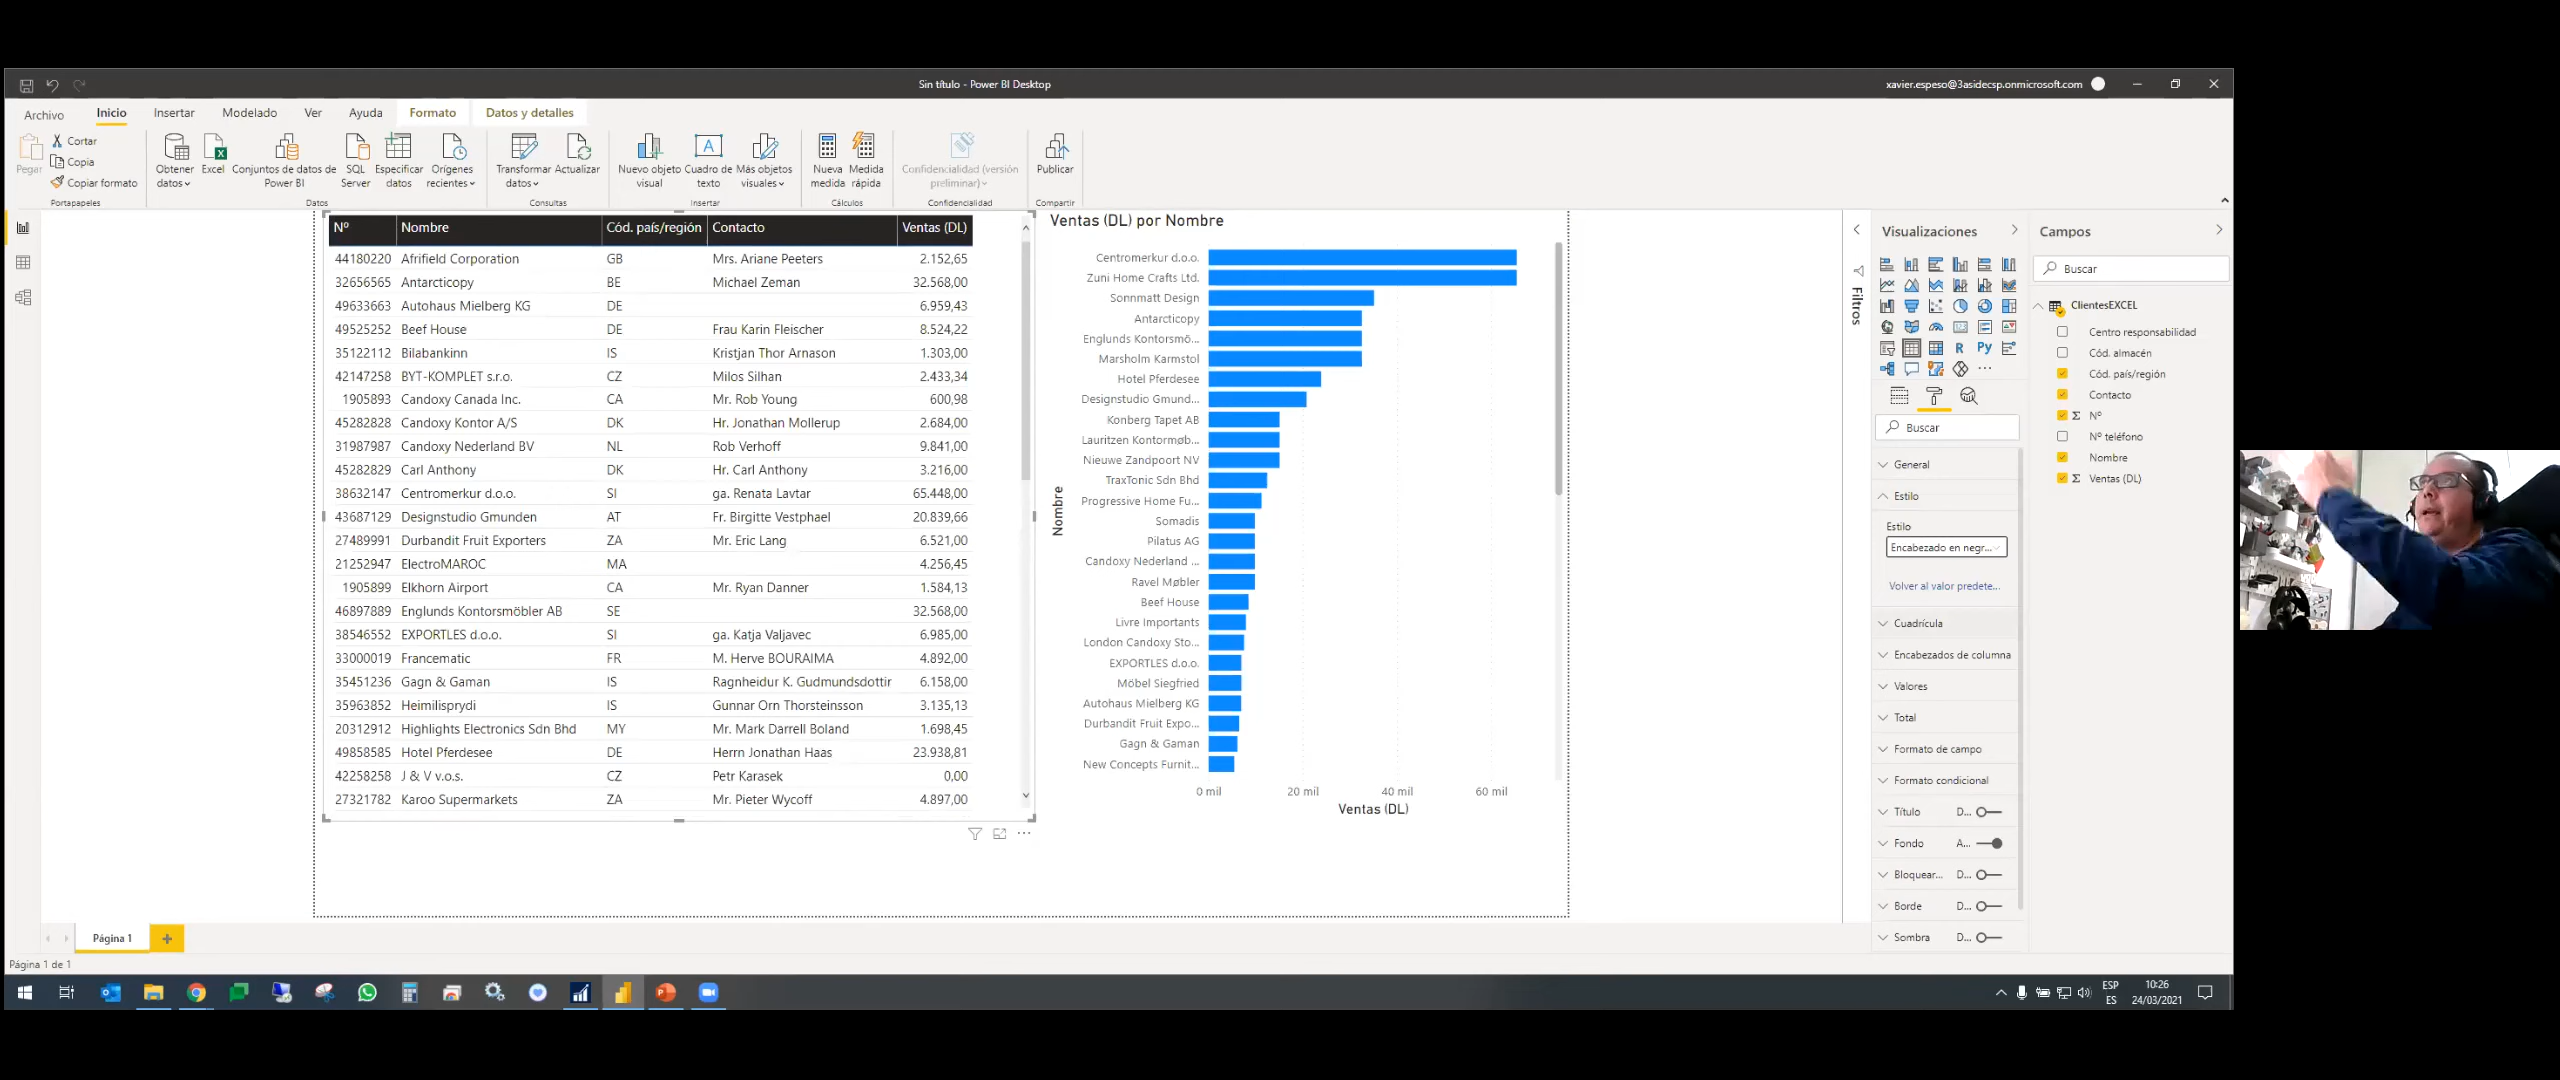 Sin título - Power BI Desktop
xavier.espeso@3asidecsp.onmicrosoft.com
Archivo Inicio Insertar Modelado Ver Ayuda Formato Datos y detalles
Pegar
Cortar
Copia
Copiar formato
Portapapeles
Obtener datos
Excel
Conjuntos de datos de Power BI
SQL Server
Especificar datos
Orígenes recientes
Datos
Transformar datos
Actualizar
Consultas
Nuevo objeto visual
Cuadro de texto
Más objetos visuales
Insertar
Nueva medida
Medida rápida
Cálculos
Confidencialidad (versión preliminar)
Confidencialidad
Publicar
Compartir
Nº Nombre Cód. país/región Contacto Ventas (DL)
44180220 Afrifield Corporation GB Mrs. Ariane Peeters 2.152,65
32656565 Antarcticopy BE Michael Zeman 32.568,00
49633663 Autohaus Mielberg KG DE 6.959,43
49525252 Beef House DE Frau Karin Fleischer 8.524,22
35122112 Bilabankinn IS Kristjan Thor Arnason 1.303,00
42147258 BYT-KOMPLET s.r.o. CZ Milos Silhan 2.433,34
1905893 Candoxy Canada Inc. CA Mr. Rob Young 600,98
45282828 Candoxy Kontor A/S DK Hr. Jonathan Mollerup 2.684,00
31987987 Candoxy Nederland BV NL Rob Verhoff 9.841,00
45282829 Carl Anthony DK Hr. Carl Anthony 3.216,00
38632147 Centromerkur d.o.o. SI ga. Renata Lavtar 65.448,00
43687129 Designstudio Gmunden AT Fr. Birgitte Vestphael 20.839,66
27489991 Durbandit Fruit Exporters ZA Mr. Eric Lang 6.521,00
21252947 ElectroMAROC MA 4.256,45
1905899 Elkhorn Airport CA Mr. Ryan Danner 1.584,13
46897889 Englunds Kontorsmöbler AB SE 32.568,00
38546552 EXPORTLES d.o.o. SI ga. Katja Valjavec 6.985,00
33000019 Francematic FR M. Herve BOURAIMA 4.892,00
35451236 Gagn & Gaman IS Ragnheidur K. Gudmundsdottir 6.158,00
35963852 Heimilisprydi IS Gunnar Orn Thorsteinsson 3.135,13
20312912 Highlights Electronics Sdn Bhd MY Mr. Mark Darrell Boland 1.698,45
49858585 Hotel Pferdesee DE Herrn Jonathan Haas 23.938,81
42258258 J & V v.o.s. CZ Petr Karasek 0,00
27321782 Karoo Supermarkets ZA Mr. Pieter Wycoff 4.897,00
Ventas (DL) por Nombre
Nombre
Centromerkur d.o.o.
Zuni Home Crafts Ltd.
Sonnmatt Design
Antarcticopy
Englunds Kontorsmö...
Marsholm Karmstol
Hotel Pferdesee
Designstudio Gmund...
Konberg Tapet AB
Lauritzen Kontormøb...
Nieuwe Zandpoort NV
TraxTonic Sdn Bhd
Progressive Home Fu...
Somadis
Pilatus AG
Candoxy Nederland ...
Ravel Møbler
Beef House
Livre Importants
London Candoxy Sto...
EXPORTLES d.o.o.
Möbel Siegfried
Autohaus Mielberg KG
Durbandit Fruit Expo...
Gagn & Gaman
New Concepts Furnit...
0 mil 20 mil 40 mil 60 mil
Ventas (DL)
Filtros
Visualizaciones
R Py
Buscar
General
Estilo
Estilo
Encabezado en negr...
Volver al valor predete...
Cuadrícula
Encabezados de columna
Valores
Total
Formato de campo
Formato condicional
Título D...
Fondo A...
Bloquear... D...
Borde D...
Sombra D...
Campos
Buscar
ClientesEXCEL
Centro responsabilidad
Cód. almacén
Cód. país/región
Contacto
Σ Nº
Nº teléfono
Nombre
Σ Ventas (DL)
Página 1
Página 1 de 1
ESP
ES
10:26
24/03/2021